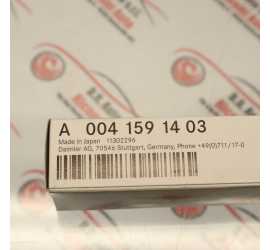 A 004 159 14 03
Made in Japan 11302296
Daimler AG, 70546 Stuttgart, Germany, Phone +49(0)711/17-0